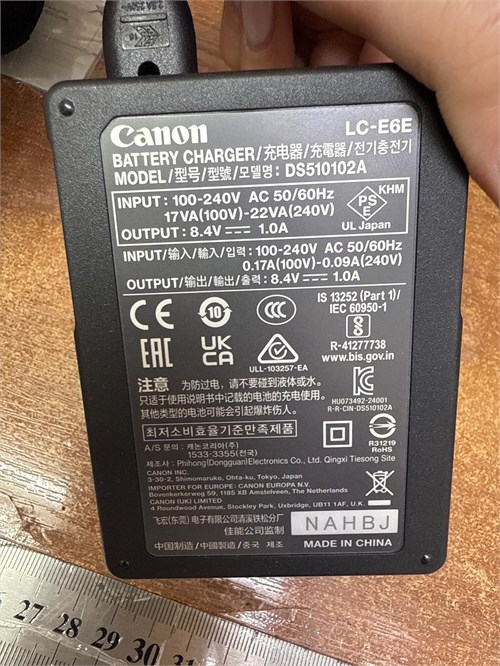 2.5A 250V
Canon
LC-E6E
BATTERY CHARGER/充电器/充電器/전기충전기
MODEL/型号/型號/모델명: DS510102A
INPUT: 100-240V AC 50/60Hz
17VA(100V)-22VA(240V)
OUTPUT: 8.4V⎓1.0A
PS
E
KHM
UL Japan
INPUT/输入/輸入/입력: 100-240V AC 50/60Hz
0.17A(100V)-0.09A(240V)
OUTPUT/输出/輸出/출력: 8.4V⎓1.0A
CE
10
CCC
IS 13252 (Part 1)/
IEC 60950-1
EAC
UK
CA
ULL-103257-EA
R-41277738
www.bis.gov.in
注意 为防过电，请不要碰到液体或水。
只可使用说明书中记载的电池的充电使用。
其他类型的电池可能会引起爆炸伤人。
HU073492-24001
R-R-CIN-DS510102A
최저소비효율기준만족제품
R31219
RoHS
A/S 문의 : 캐논코리아(주)
1533-3355(전국)
제조사 : Phihong(Dongguan)Electronics Co., Ltd. Qingxi Tiesong Site
CANON INC.
3-30-2, Shimomaruko, Ohta-ku, Tokyo, Japan
IMPORTER FOR EUROPE: CANON EUROPA N.V.
Bovenkerkerweg 59, 1185 XB Amstelveen, The Netherlands
CANON (UK) LIMITED
4 Roundwood Avenue, Stockley Park, Uxbridge, UB11 1AF, U.K.
飞宏(东莞)电子有限公司清溪铁松分厂
佳能公司监制
NAHBJ
中国制造/中國製造/중국 제조
MADE IN CHINA
27 28 29 30 31